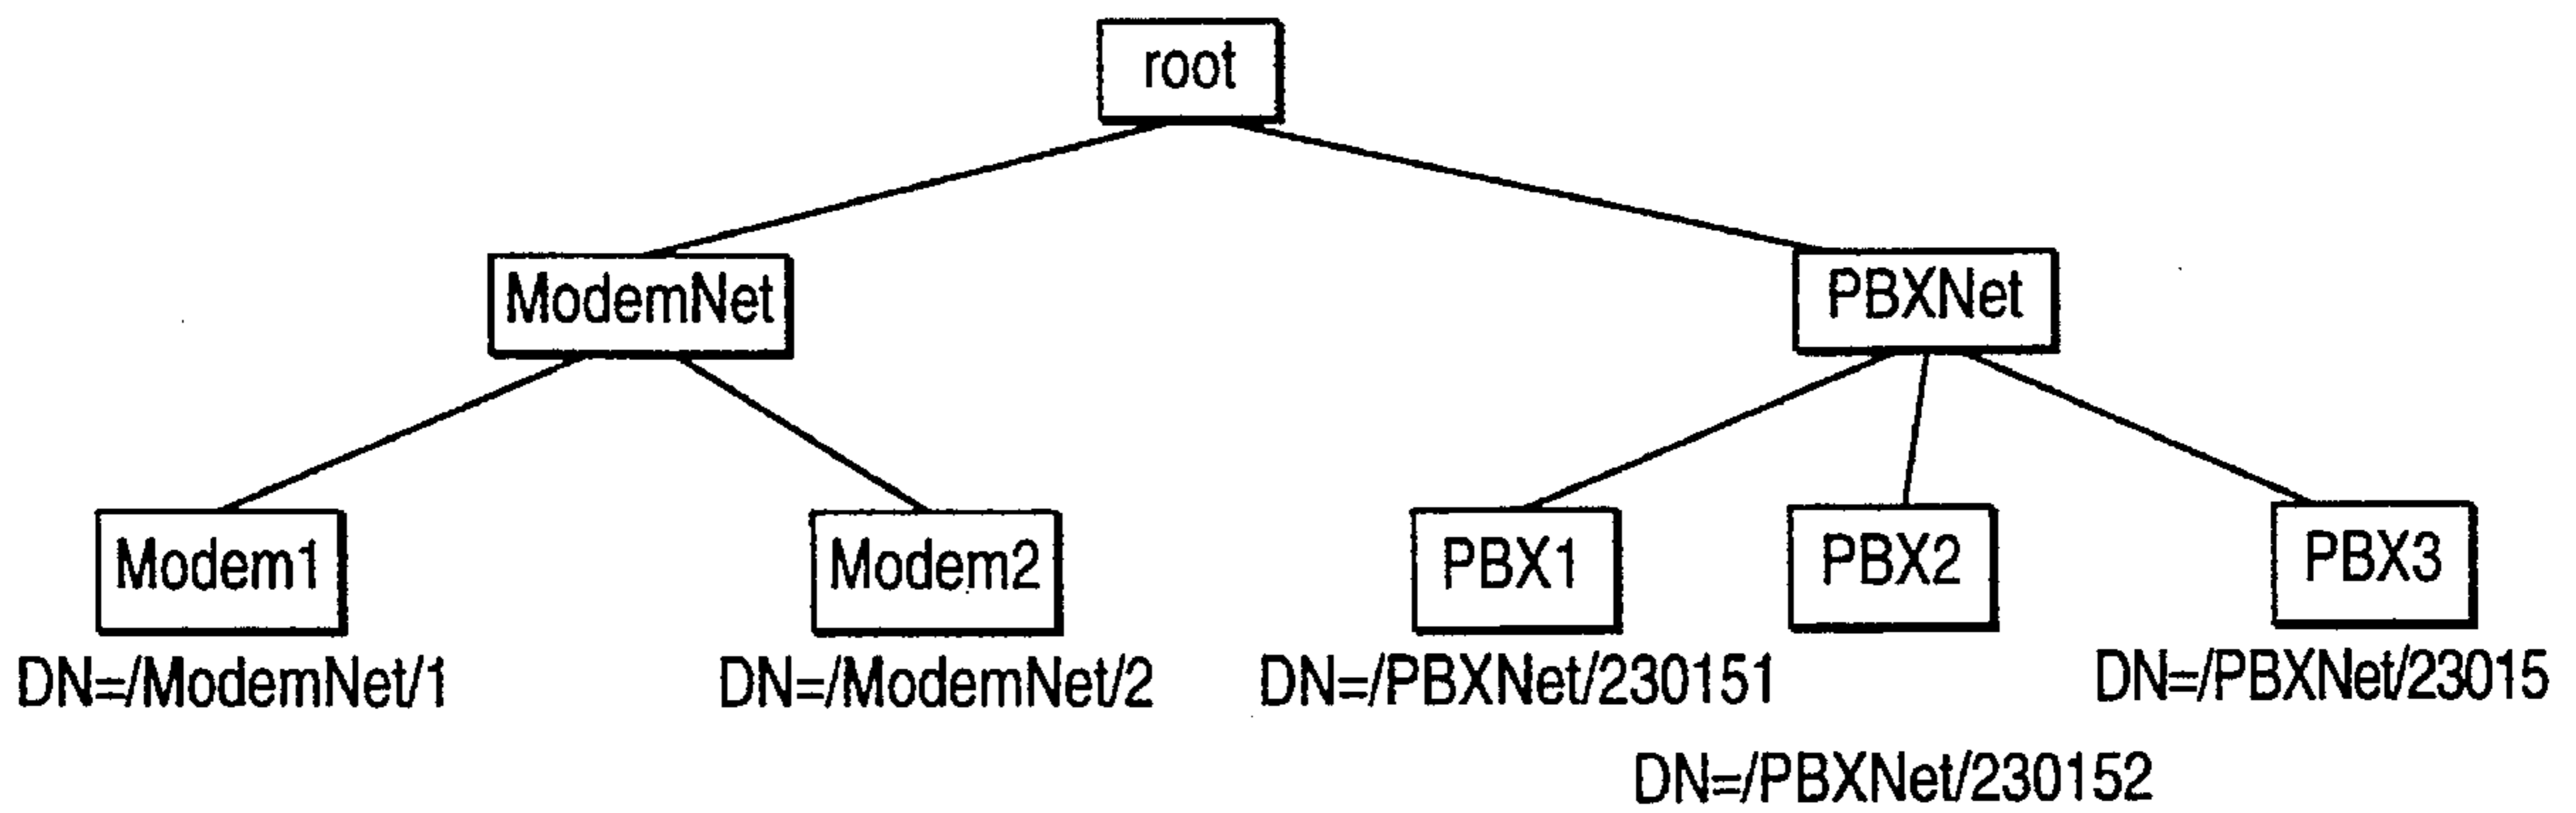 root
ModemNet
PBXNet
Modem1
Modem2
PBX1
PBX2
PBX3
DN=/ModemNet/1
DN=/ModemNet/2
DN=/PBXNet/230151
DN=/PBXNet/23015
DN=/PBXNet/230152